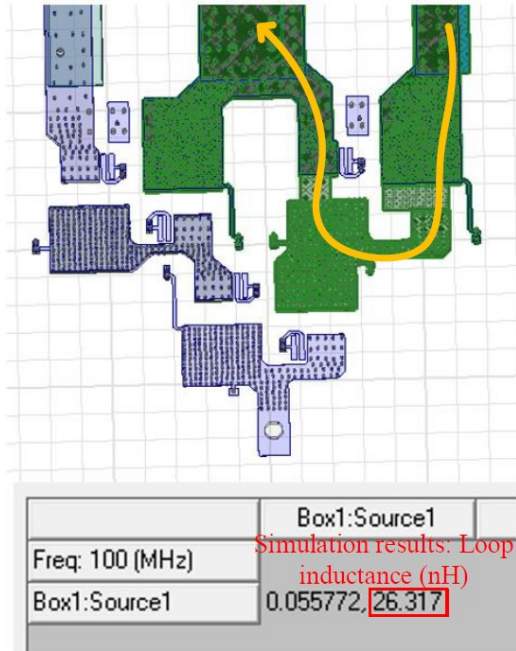 Box1:Source1
Simulation results: Loop
Freq: 100 (MHz)
inductance (nH)
Box1:Source1 0.055772, 26.317